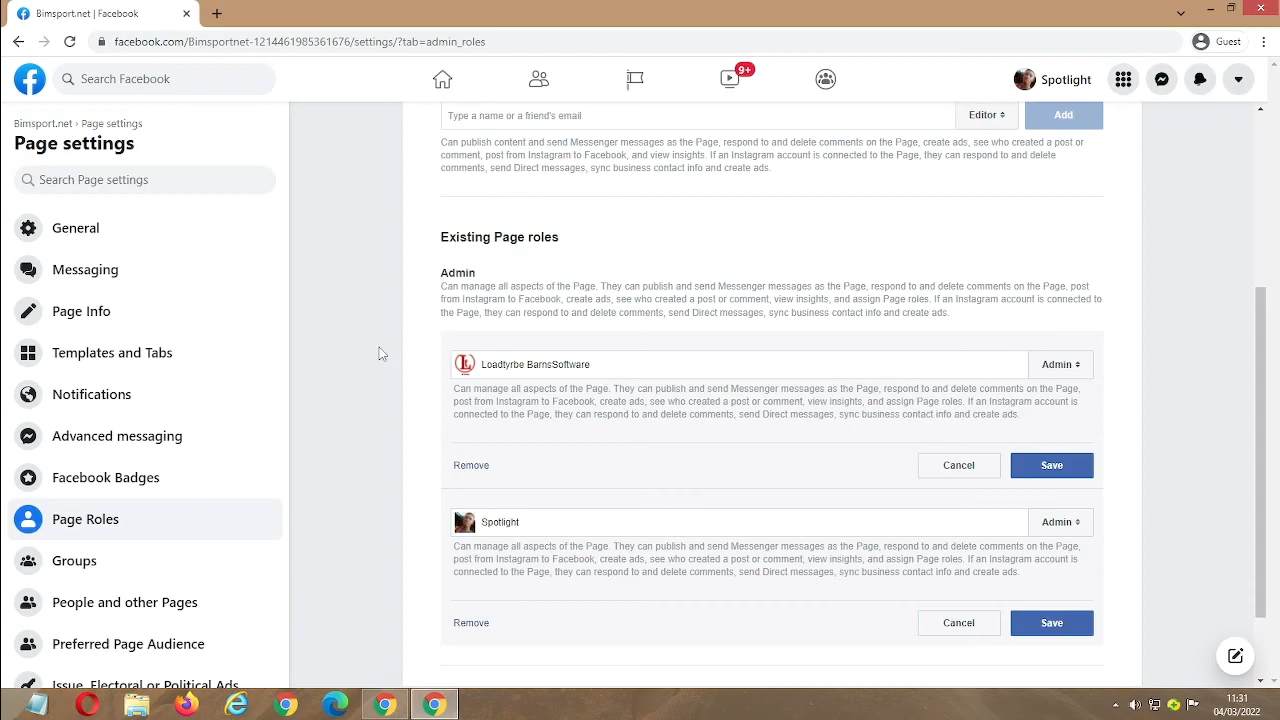 Bimsport.net | Facebook
facebook.com/Bimsportnet-1214461985361676/settings/?tab=admin_roles
Guest
Search Facebook
9+
Spotlight
Bimsport.net › Page settings
Page settings
Search Page settings
General
Messaging
Page Info
Templates and Tabs
Notifications
Advanced messaging
Facebook Badges
Page Roles
Groups
People and other Pages
Preferred Page Audience
Issue, Electoral or Political Ads
Type a name or a friend's email
Editor
Add
Can publish content and send Messenger messages as the Page, respond to and delete comments on the Page, create ads, see who created a post or
comment, post from Instagram to Facebook, and view insights. If an Instagram account is connected to the Page, they can respond to and delete
comments, send Direct messages, sync business contact info and create ads.
Existing Page roles
Admin
Can manage all aspects of the Page. They can publish and send Messenger messages as the Page, respond to and delete comments on the Page, post
from Instagram to Facebook, create ads, see who created a post or comment, view insights, and assign Page roles. If an Instagram account is connected to
the Page, they can respond to and delete comments, send Direct messages, sync business contact info and create ads.
Loadtyrbe BarnsSoftware
Admin
Can manage all aspects of the Page. They can publish and send Messenger messages as the Page, respond to and delete comments on the Page,
post from Instagram to Facebook, create ads, see who created a post or comment, view insights, and assign Page roles. If an Instagram account is
connected to the Page, they can respond to and delete comments, send Direct messages, sync business contact info and create ads.
Remove
Cancel
Save
Spotlight
Admin
Can manage all aspects of the Page. They can publish and send Messenger messages as the Page, respond to and delete comments on the Page,
post from Instagram to Facebook, create ads, see who created a post or comment, view insights, and assign Page roles. If an Instagram account is
connected to the Page, they can respond to and delete comments, send Direct messages, sync business contact info and create ads.
Remove
Cancel
Save
11:31
04/03/2022